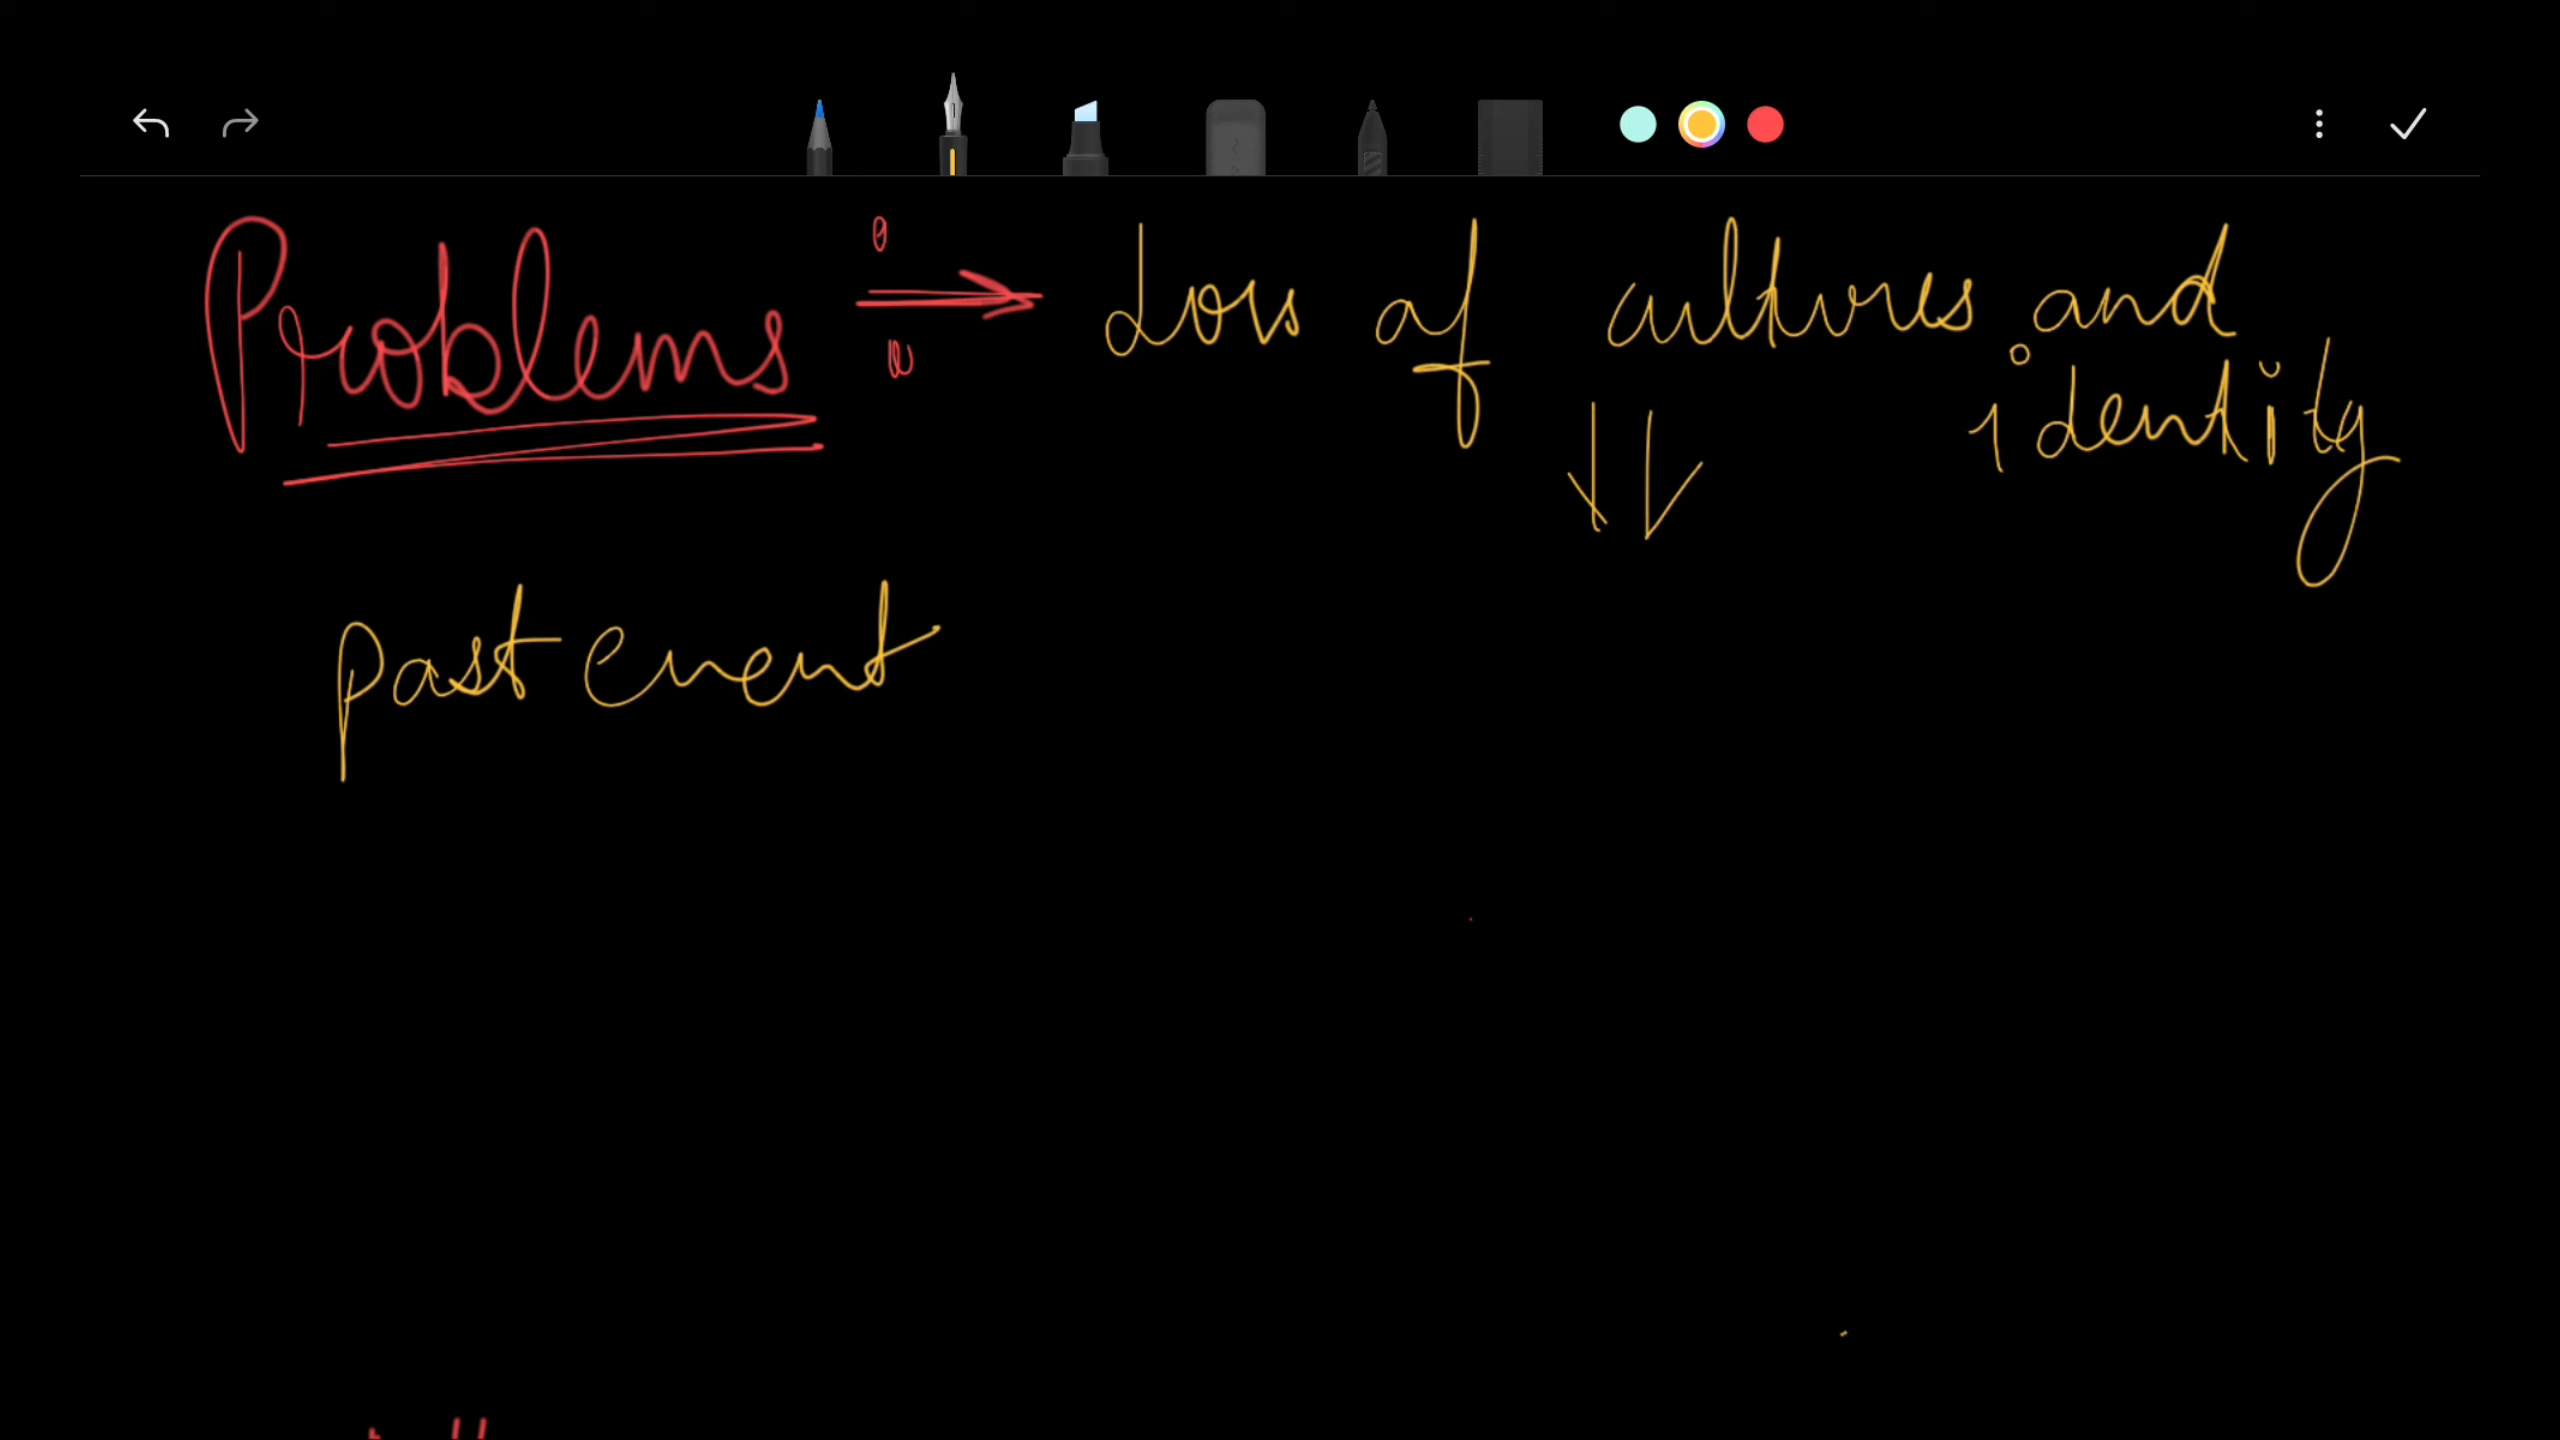 Problems ⇒ Loss of cultures and
identity
past event